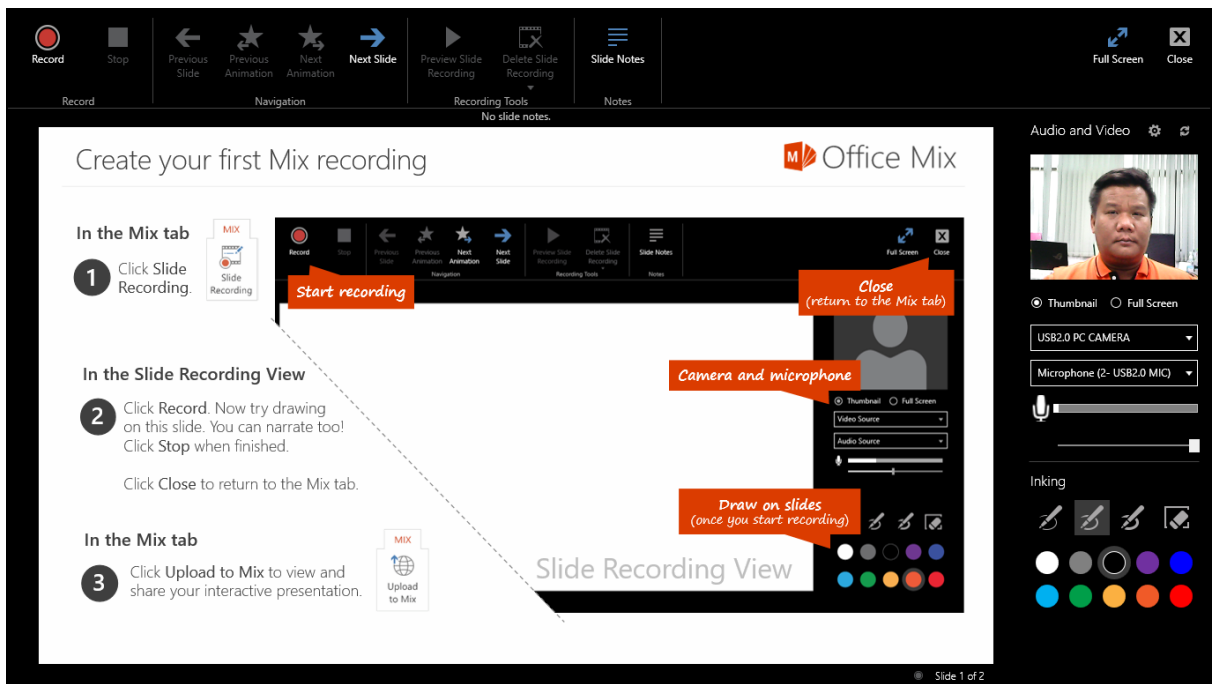 Record
Stop
Previous
Slide
Previous
Animation
Next
Animation
Next Slide
Preview Slide
Recording
Delete Slide
Recording
Slide Notes
Full Screen
Close
Record
Navigation
Recording Tools
Notes
No slide notes.
Create your first Mix recording
M
Office Mix
In the Mix tab
1
Click Slide
Recording.
MIX
Slide
Recording
Record
Stop
Previous
Slide
Previous
Animation
Next
Animation
Next
Slide
Preview Slide
Recording
Delete Slide
Recording
Slide Notes
Full Screen
Close
Navigation
Recording Tools
Notes
Start recording
Close
(return to the Mix tab)
Camera and microphone
Thumbnail
Full Screen
Video Source
Audio Source
Draw on slides
(once you start recording)
Slide Recording View
In the Slide Recording View
2
Click Record. Now try drawing
on this slide. You can narrate too!
Click Stop when finished.
Click Close to return to the Mix tab.
In the Mix tab
3
Click Upload to Mix to view and
share your interactive presentation.
MIX
Upload
to Mix
Audio and Video
Thumbnail
Full Screen
USB2.0 PC CAMERA
Microphone (2- USB2.0 MIC)
Inking
Slide 1 of 2